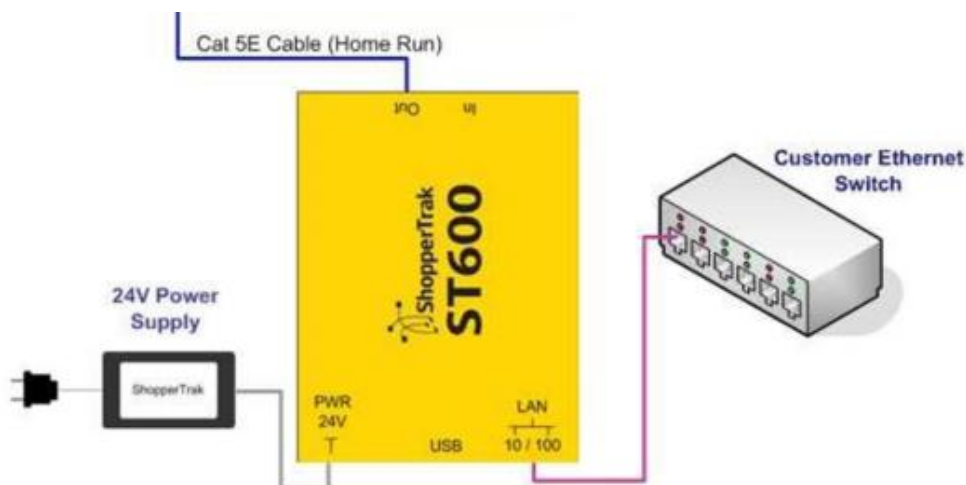 Cat 5E Cable (Home Run)
Out In
Customer Ethernet
Switch
ShopperTrak
ST600
24V Power
Supply
ShopperTrak
PWR
24V
LAN
USB
10 / 100